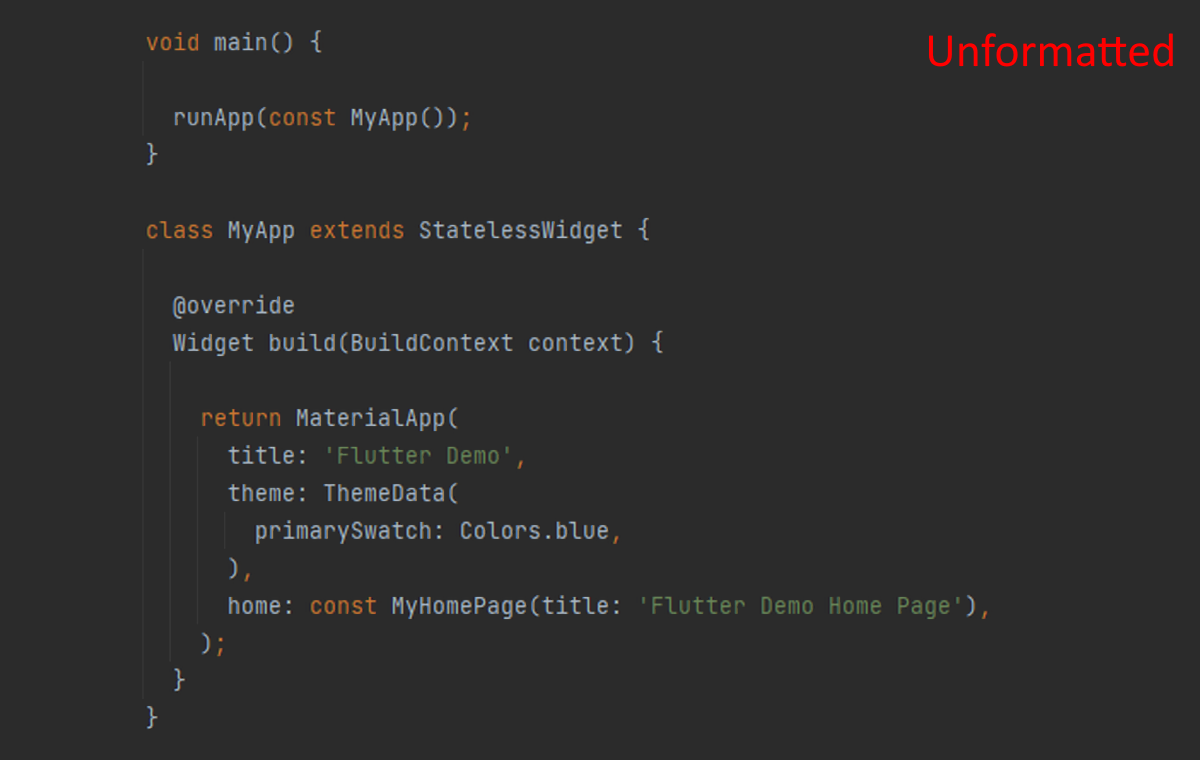 Unformatted
void main() {
runApp(const MyApp());
}
class MyApp extends StatelessWidget {
@override
Widget build(BuildContext context) {
return MaterialApp(
title: 'Flutter Demo',
theme: ThemeData(
primarySwatch: Colors.blue,
),
home: const MyHomePage(title: 'Flutter Demo Home Page'),
);
}
}